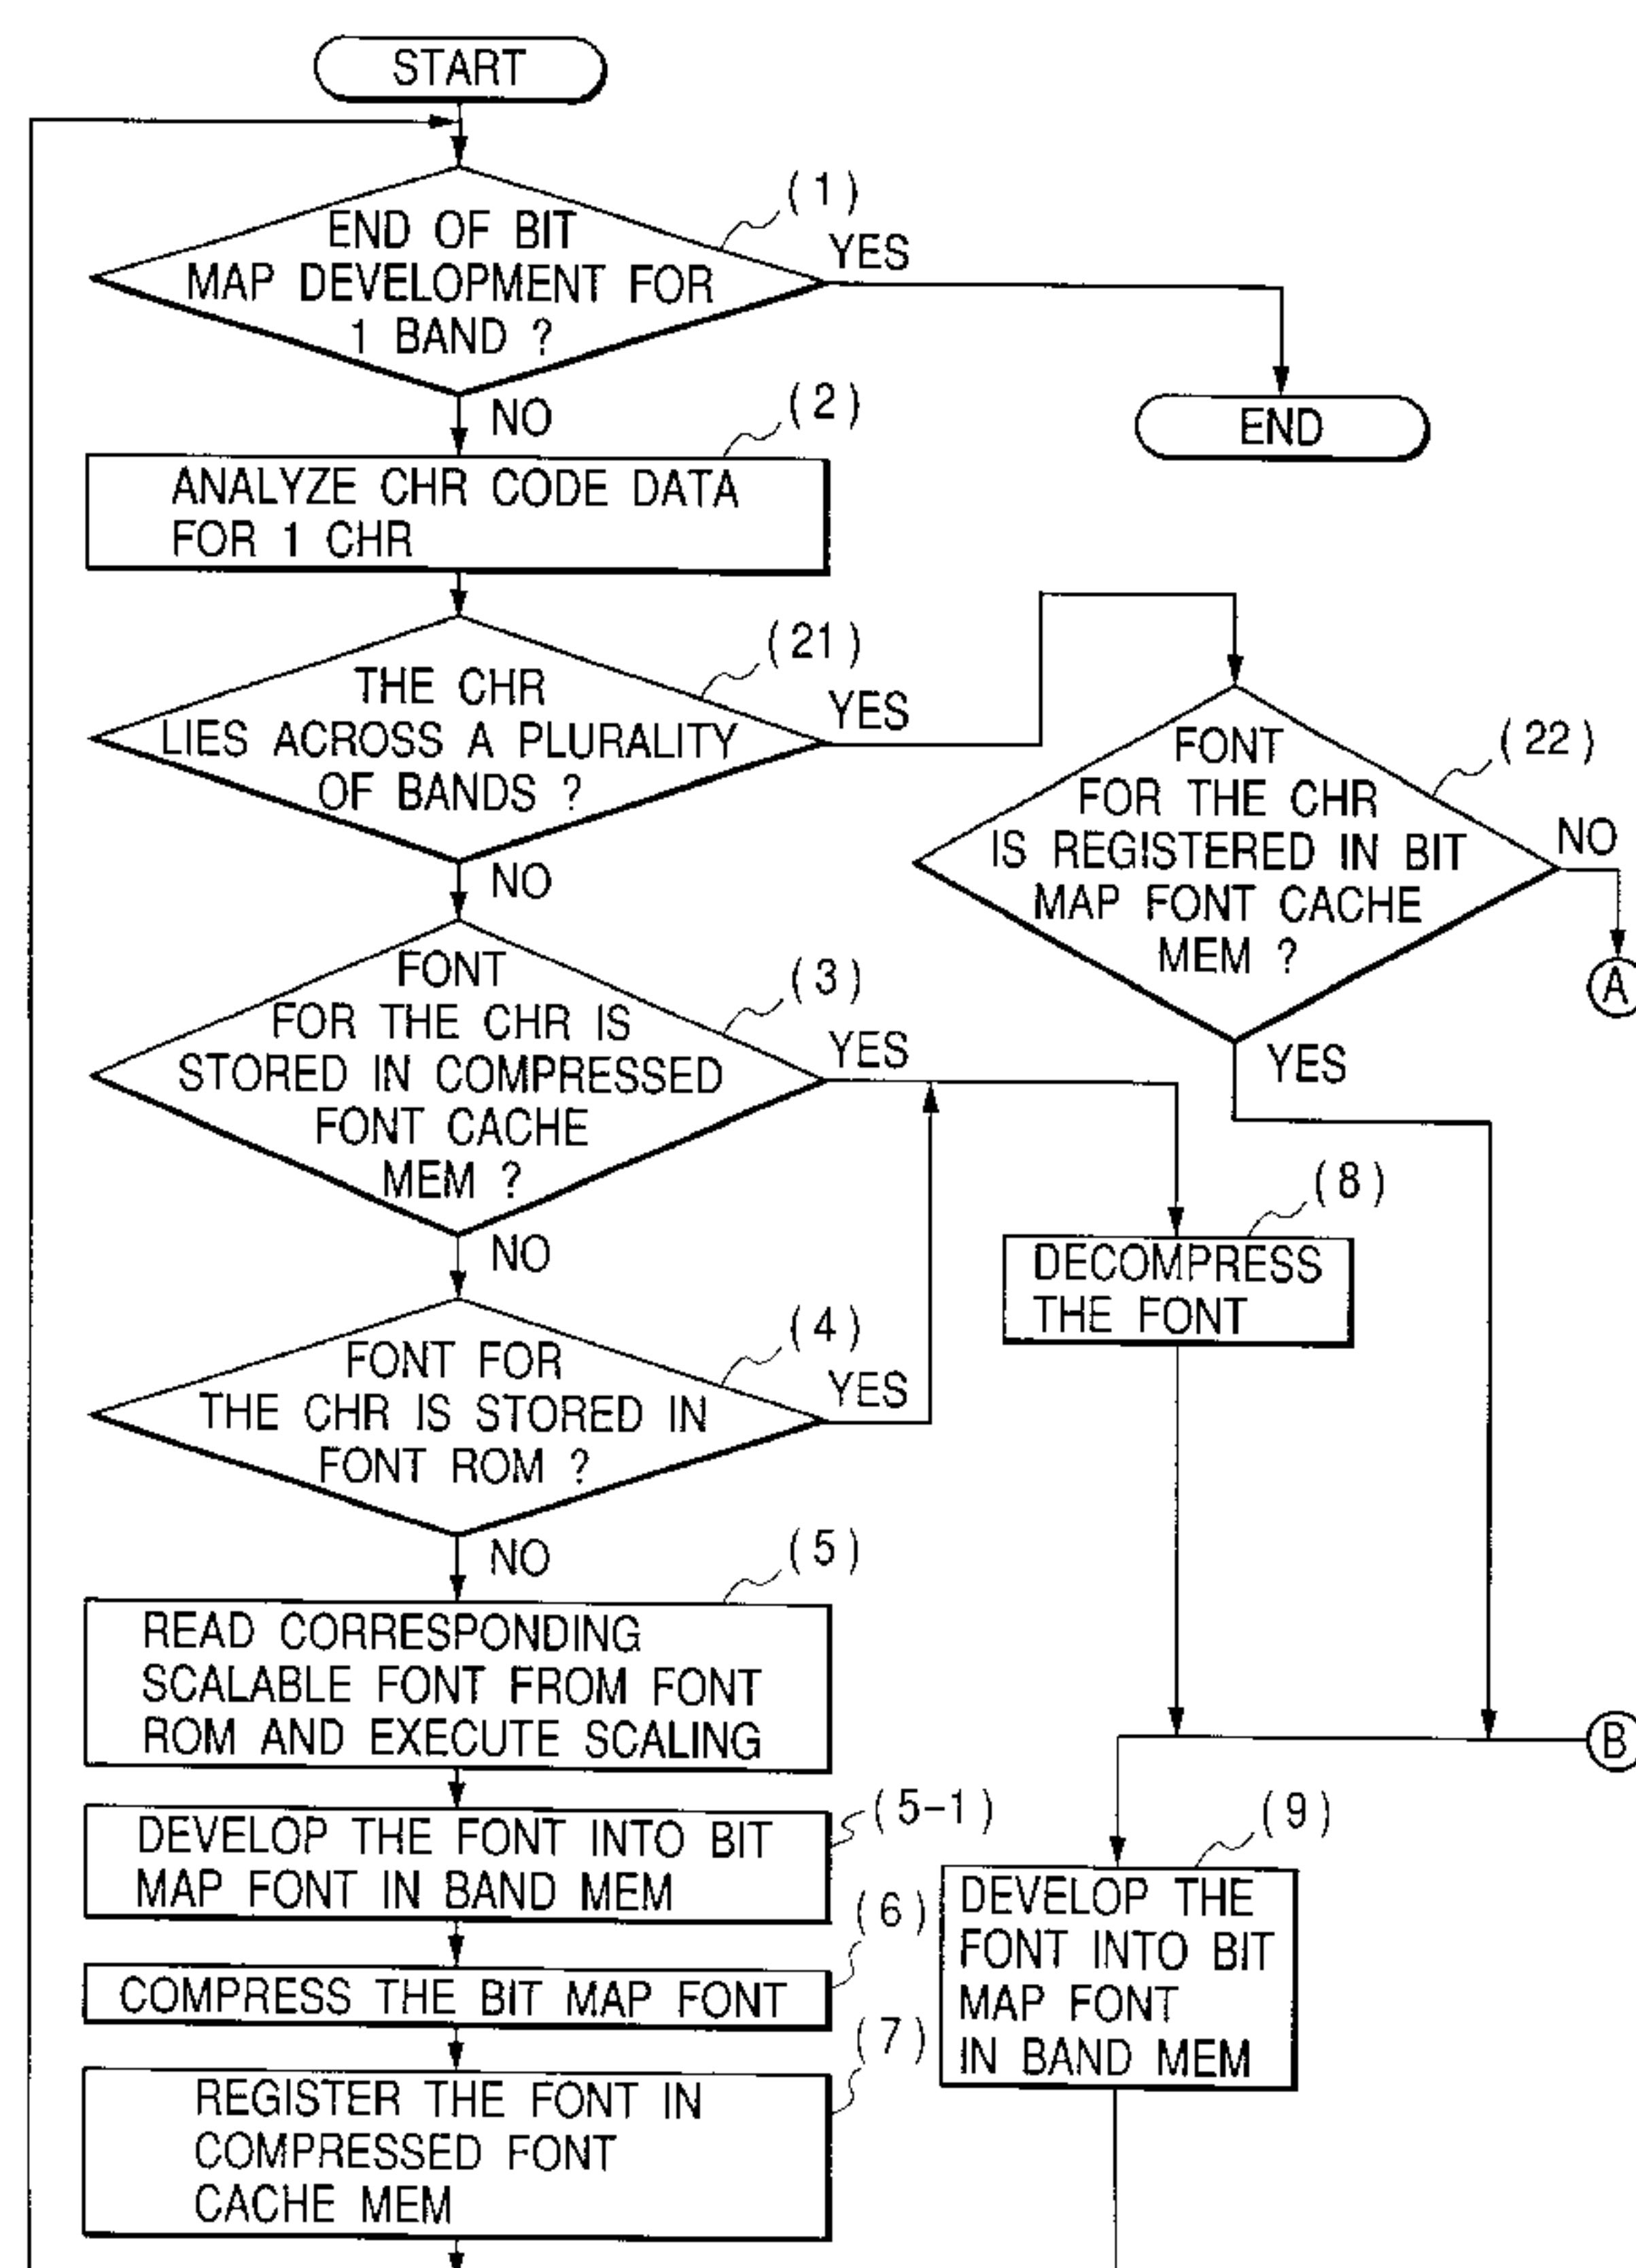 START
(1)
END OF BIT
MAP DEVELOPMENT FOR
1 BAND ?
YES
NO
END
(2)
ANALYZE CHR CODE DATA
FOR 1 CHR
(21)
THE CHR
LIES ACROSS A PLURALITY
OF BANDS ?
YES
NO
(22)
FONT
FOR THE CHR
IS REGISTERED IN BIT
MAP FONT CACHE
MEM ?
NO
A
YES
(3)
FONT
FOR THE CHR IS
STORED IN COMPRESSED
FONT CACHE
MEM ?
YES
NO
(8)
DECOMPRESS
THE FONT
(4)
FONT FOR
THE CHR IS STORED IN
FONT ROM ?
YES
NO
(5)
READ CORRESPONDING
SCALABLE FONT FROM FONT
ROM AND EXECUTE SCALING
B
(5-1)
DEVELOP THE FONT INTO BIT
MAP FONT IN BAND MEM
(9)
DEVELOP THE
FONT INTO BIT
MAP FONT
IN BAND MEM
(6)
COMPRESS THE BIT MAP FONT
(7)
REGISTER THE FONT IN
COMPRESSED FONT
CACHE MEM